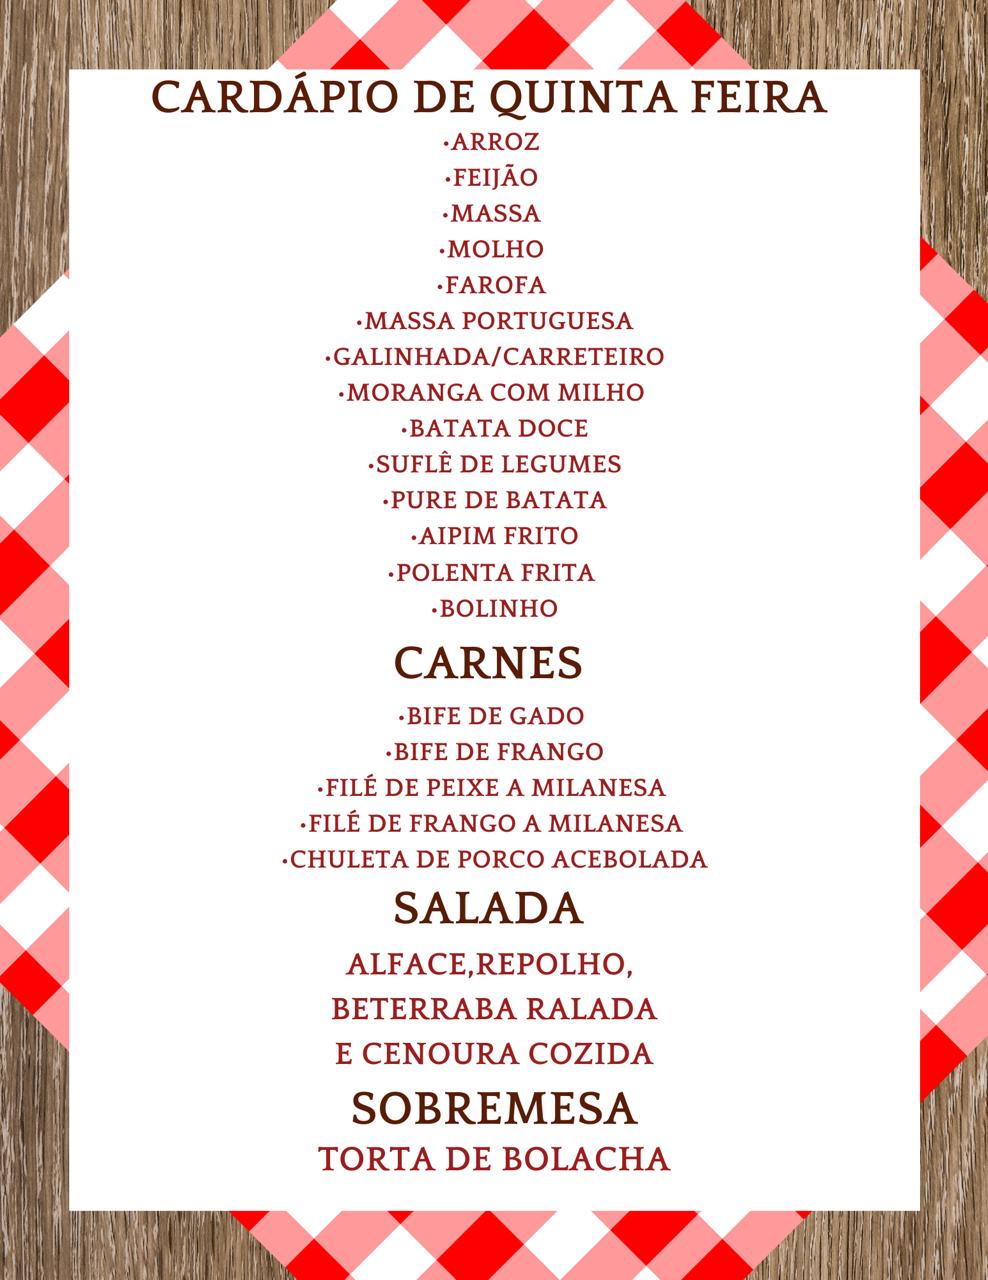 CARDÁPIO DE QUINTA FEIRA
•ARROZ
•FEIJÃO
•MASSA
•MOLHO
•FAROFA
•MASSA PORTUGUESA
•GALINHADA/CARRETEIRO
•MORANGA COM MILHO
•BATATA DOCE
•SUFLÊ DE LEGUMES
•PURE DE BATATA
•AIPIM FRITO
•POLENTA FRITA
•BOLINHO
CARNES
•BIFE DE GADO
•BIFE DE FRANGO
•FILÉ DE PEIXE A MILANESA
•FILÉ DE FRANGO A MILANESA
•CHULETA DE PORCO ACEBOLADA
SALADA
ALFACE,REPOLHO,
BETERRABA RALADA
E CENOURA COZIDA
SOBREMESA
TORTA DE BOLACHA